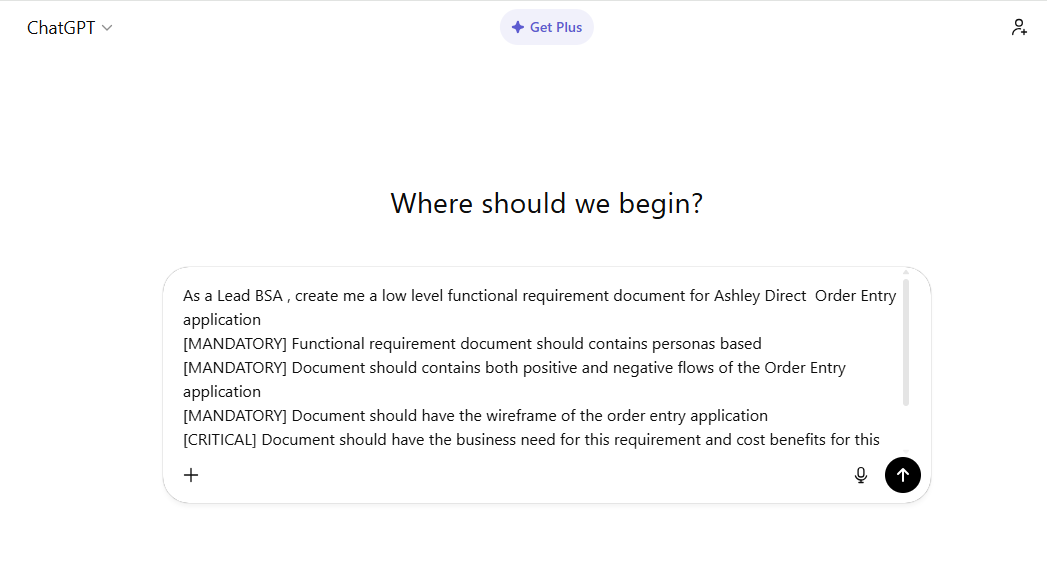 ChatGPT
Get Plus
Where should we begin?
As a Lead BSA , create me a low level functional requirement document for Ashley Direct  Order Entry
application
[MANDATORY] Functional requirement document should contains personas based
[MANDATORY] Document should contains both positive and negative flows of the Order Entry
application
[MANDATORY] Document should have the wireframe of the order entry application
[CRITICAL] Document should have the business need for this requirement and cost benefits for this